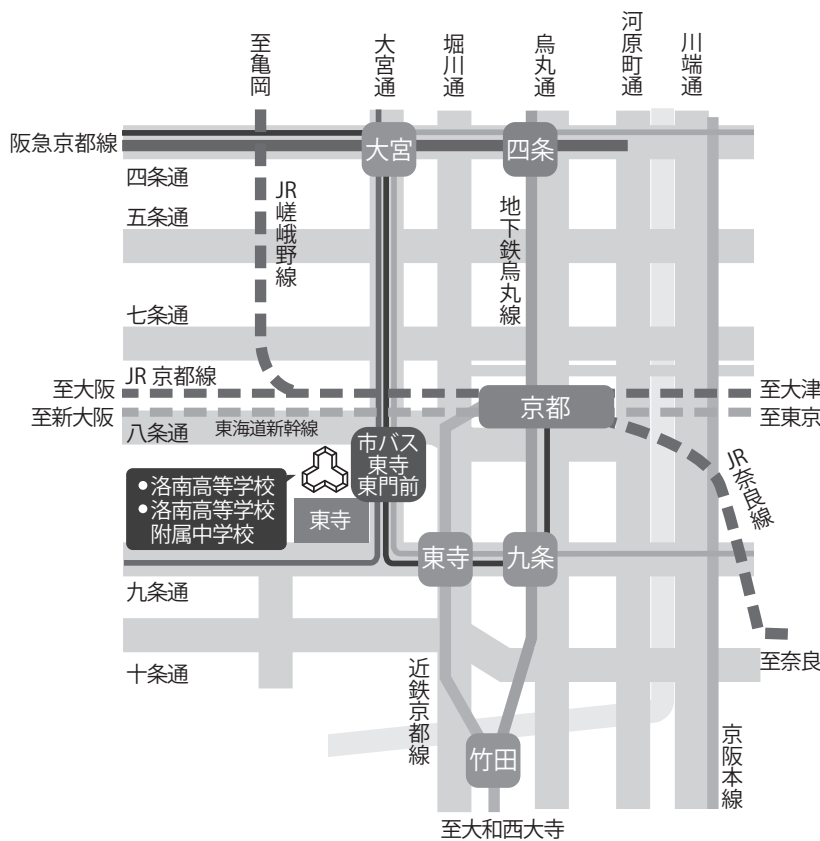 至亀岡
大宮通
堀川通
烏丸通
河原町通
川端通
阪急京都線
大宮
四条
四条通
五条通
JR嵯峨野線
地下鉄烏丸線
七条通
JR 京都線
至大阪
至大津
至新大阪
京都
至東京
八条通
東海道新幹線
市バス
東寺
東門前
JR奈良線
●洛南高等学校
●洛南高等学校
附属中学校
東寺
東寺
九条
九条通
十条通
至奈良
近鉄京都線
竹田
京阪本線
至大和西大寺